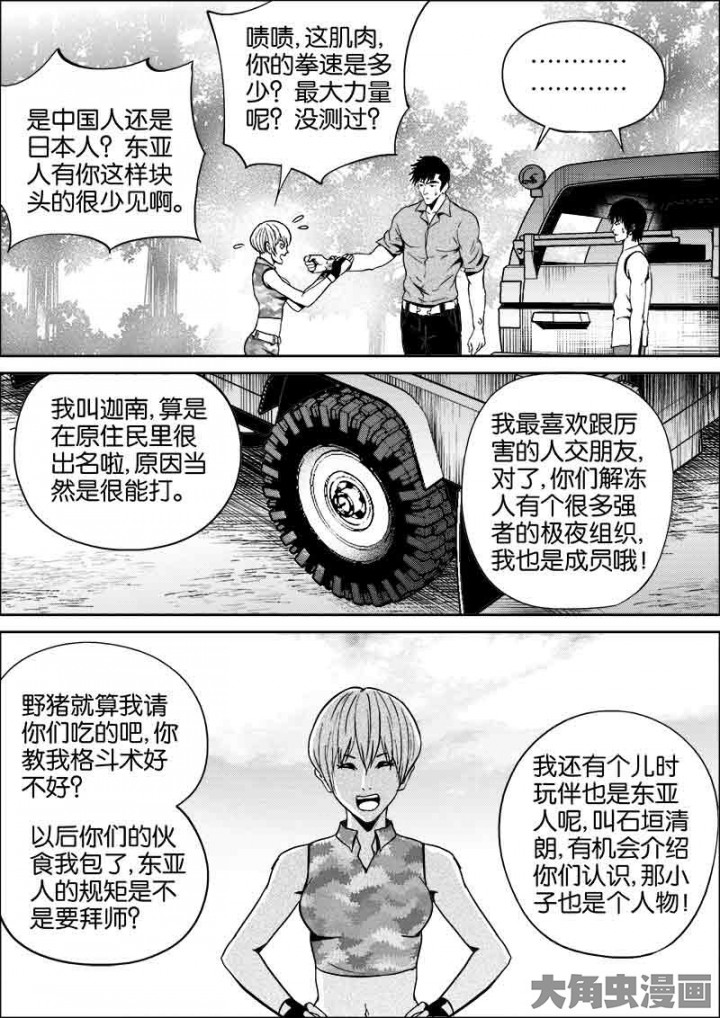 啧啧,这肌肉,
你的拳速是多
少？最大力量
呢？没测过？
是中国人还是
日本人？东亚
人有你这样块
头的很少见啊。
…………
…………
我叫迦南,算是
在原住民里很
出名啦,原因当
然是很能打。
我最喜欢跟厉
害的人交朋友,
对了,你们解冻
人有个很多强
者的极夜组织,
我也是成员哦！
野猪就算我请
你们吃的吧,你
教我格斗术好
不好？
以后你们的伙
食我包了,东亚
人的规矩是不
是要拜师？
我还有个儿时
玩伴也是东亚
人呢,叫石垣清
朗,有机会介绍
你们认识,那小
子也是个人物！
大角虫漫画